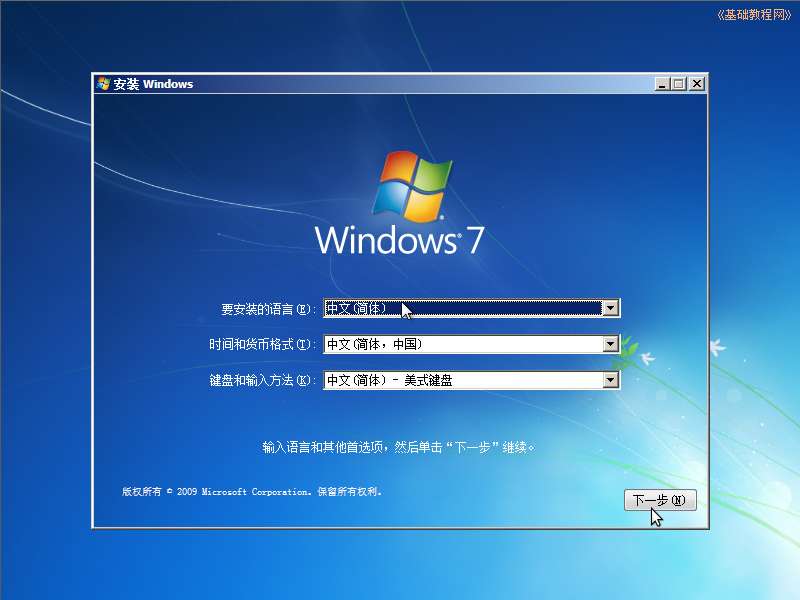 《基础教程网》
安装 Windows
Windows 7
要安装的语言(E): 中文(简体)
时间和货币格式(T): 中文(简体，中国)
键盘和输入方法(K): 中文(简体) - 美式键盘
输入语言和其他首选项，然后单击“下一步”继续。
版权所有 © 2009 Microsoft Corporation。保留所有权利。
下一步(N)